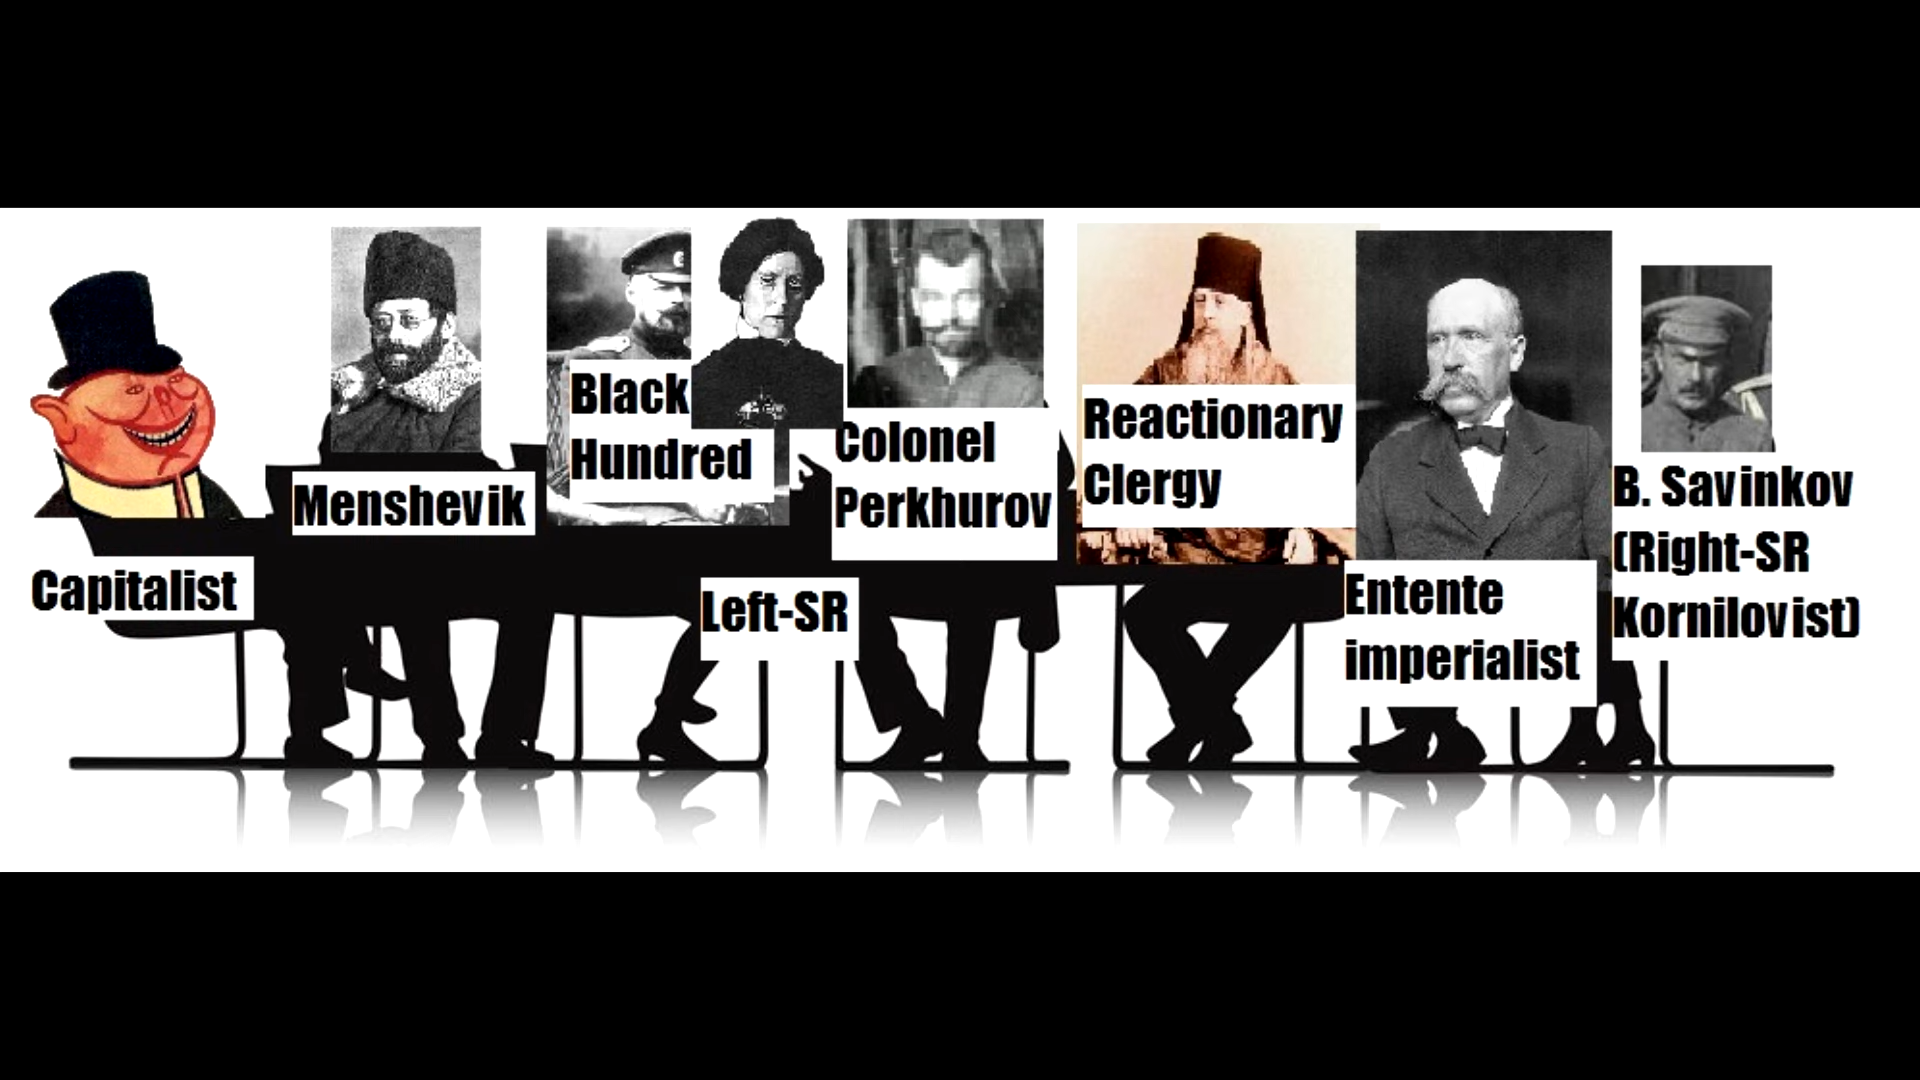 Capitalist
Menshevik
Black
Hundred
Left-SR
Colonel
Perkhurov
Reactionary
Clergy
Entente
imperialist
B. Savinkov
(Right-SR
Kornilovist)